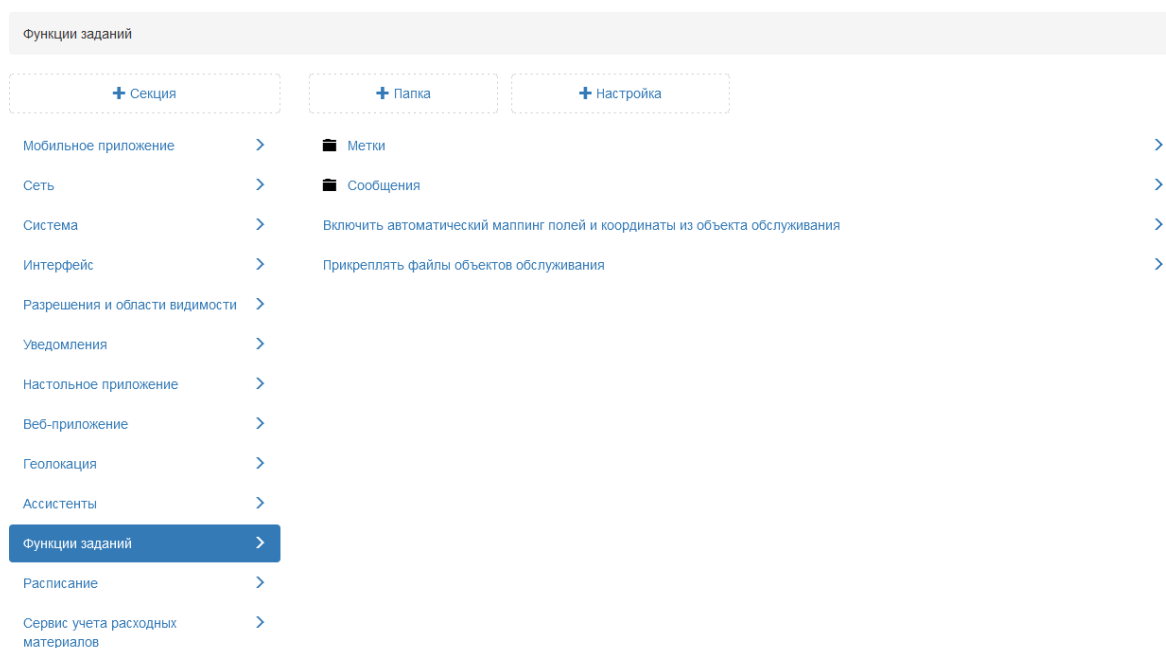 Функции заданий
Секция
Папка
Настройка
Мобильное приложение
Сеть
Система
Интерфейс
Разрешения и области видимости
Уведомления
Настольное приложение
Веб-приложение
Геолокация
Ассистенты
Функции заданий
Расписание
Сервис учета расходных
материалов
Метки
Сообщения
Включить автоматический маппинг полей и координаты из объекта обслуживания
Прикреплять файлы объектов обслуживания